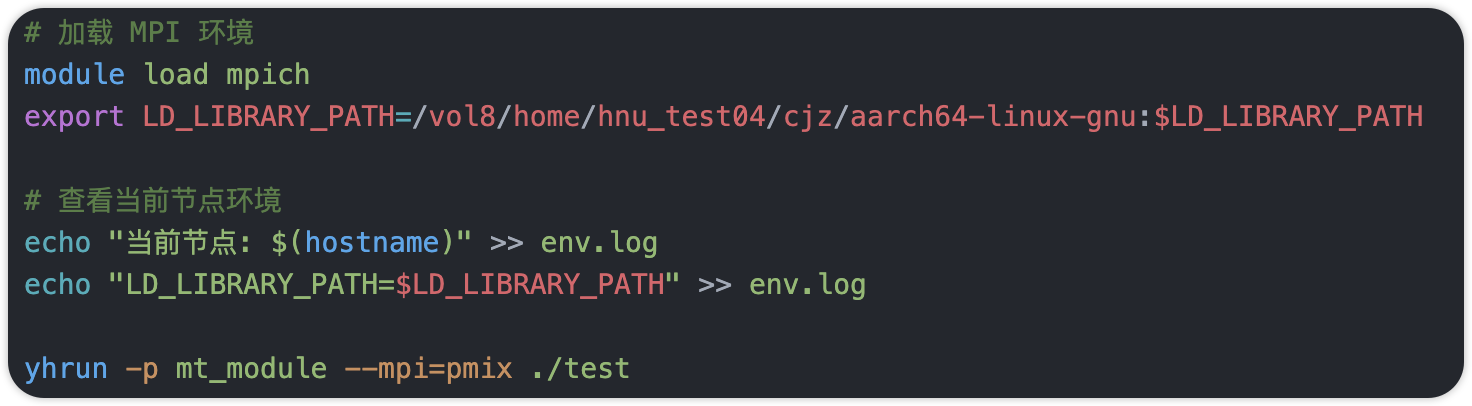 # 加载 MPI 环境
module load mpich
export LD_LIBRARY_PATH=/vol8/home/hnu_test04/cjz/aarch64-linux-gnu:$LD_LIBRARY_PATH
# 查看当前节点环境
echo "当前节点: $(hostname)" >> env.log
echo "LD_LIBRARY_PATH=$LD_LIBRARY_PATH" >> env.log
yhrun -p mt_module --mpi=pmix ./test